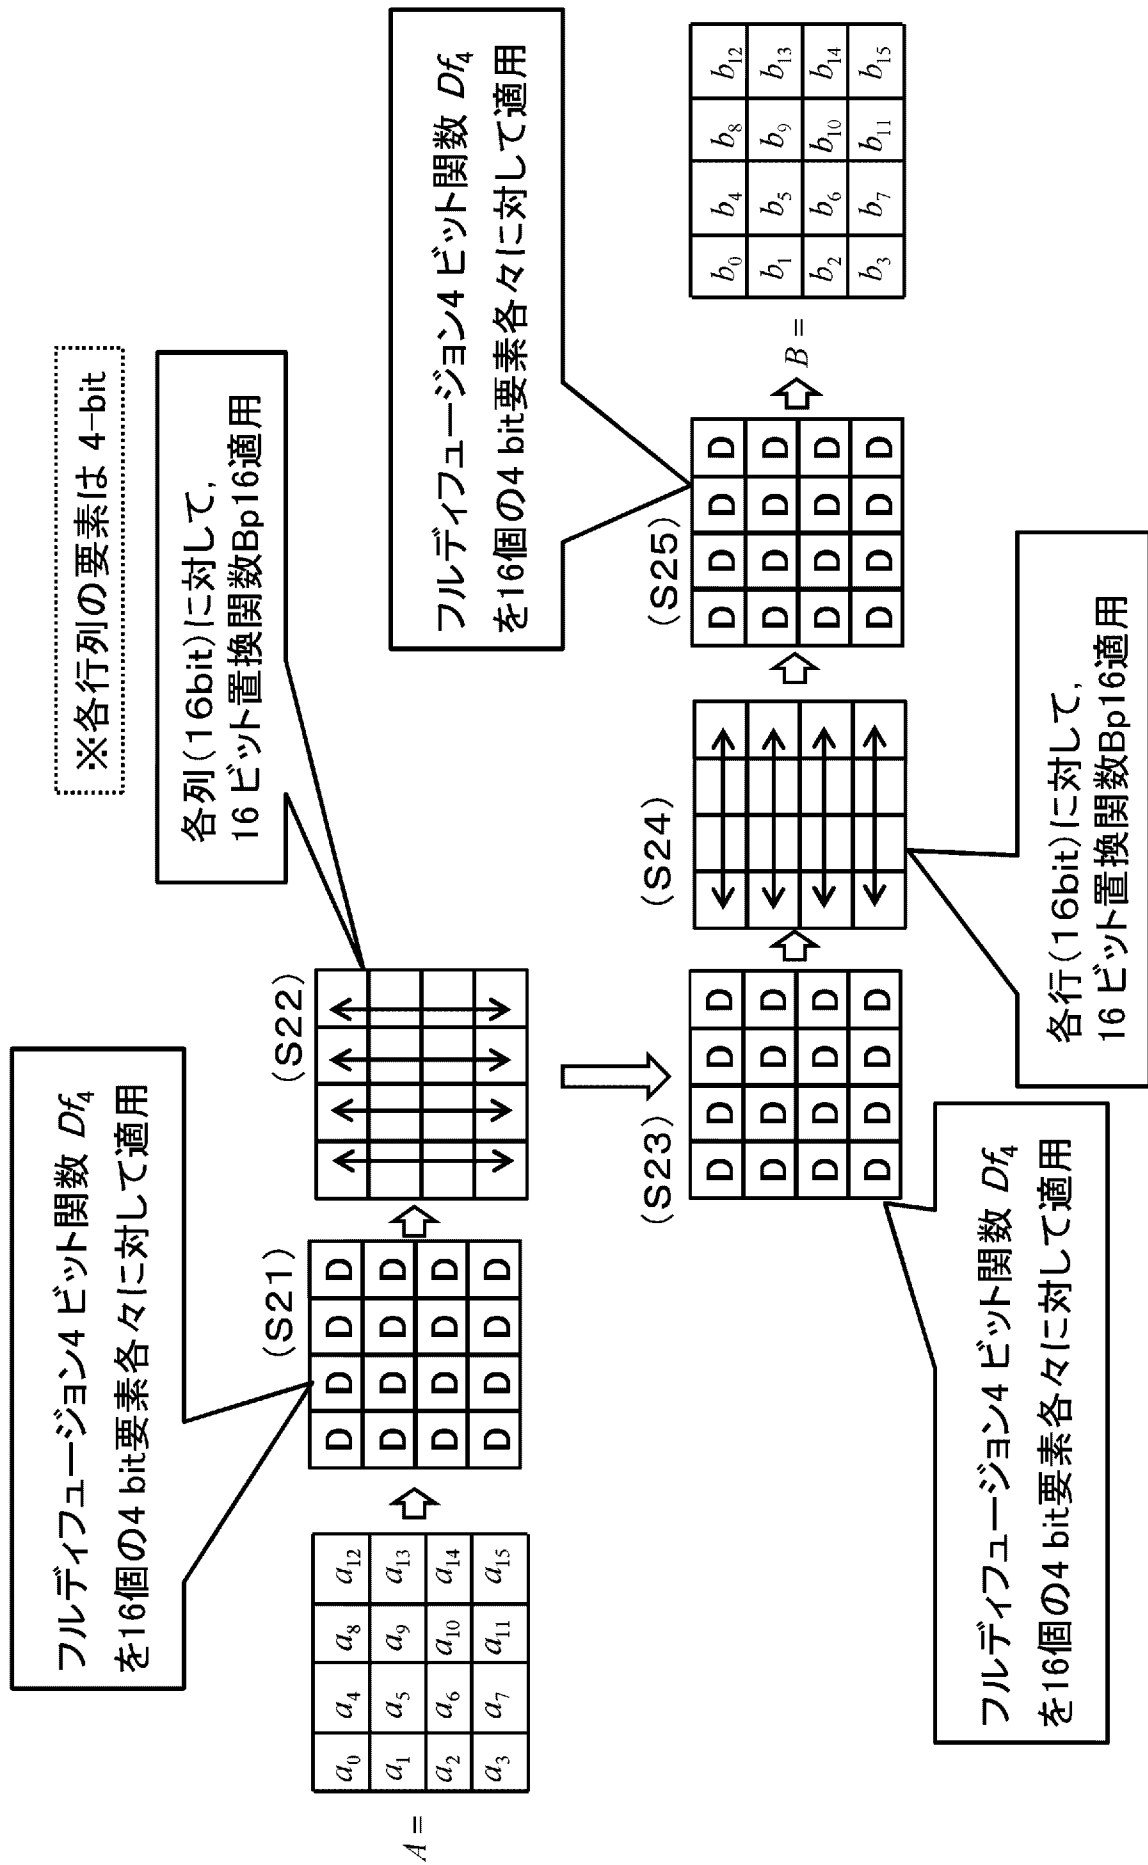 ※各行列の要素は 4-bit
フルディフュージョン4 ビット関数 Df₄
を16個の4 bit要素各々に対して適用
各列(16bit)に対して,
16 ビット置換関数Bp16適用
A =
a₀ a₄ a₈ a₁₂
a₁ a₅ a₉ a₁₃
a₂ a₆ a₁₀ a₁₄
a₃ a₇ a₁₁ a₁₅
(S21)
D D D D
D D D D
D D D D
D D D D
(S22)
(S23)
D D D D
D D D D
D D D D
D D D D
フルディフュージョン4 ビット関数 Df₄
を16個の4 bit要素各々に対して適用
(S24)
各行(16bit)に対して,
16 ビット置換関数Bp16適用
フルディフュージョン4 ビット関数 Df₄
を16個の4 bit要素各々に対して適用
(S25)
D D D D
D D D D
D D D D
D D D D
B =
b₀ b₄ b₈ b₁₂
b₁ b₅ b₉ b₁₃
b₂ b₆ b₁₀ b₁₄
b₃ b₇ b₁₁ b₁₅